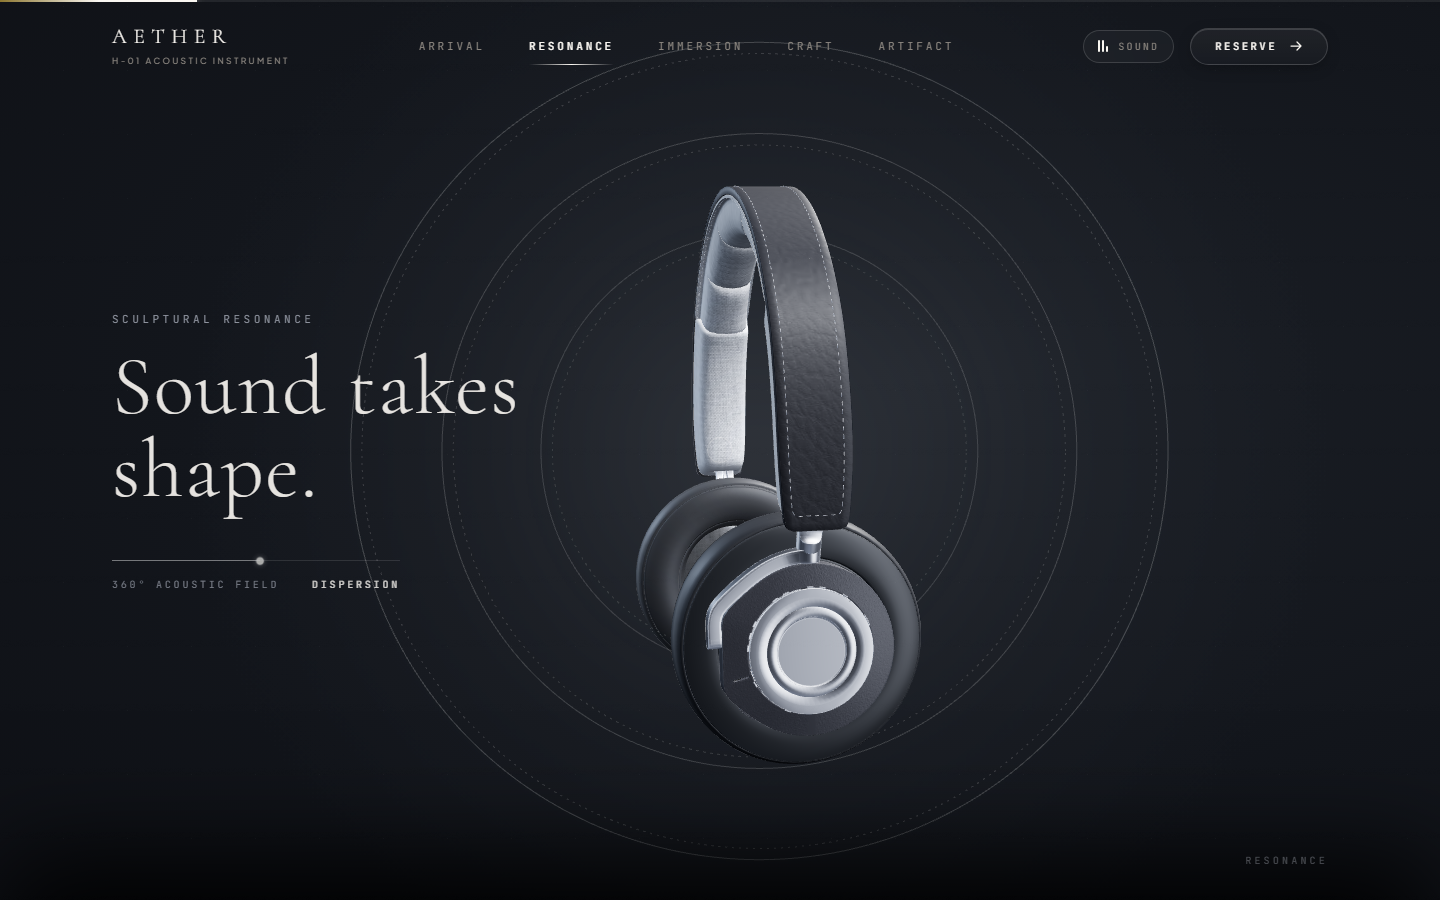 AETHER
H-01 ACOUSTIC INSTRUMENT
ARRIVAL
RESONANCE
IMMERSION
CRAFT
ARTIFACT
SOUND
RESERVE →
SCULPTURAL RESONANCE
Sound takes
shape.
360° ACOUSTIC FIELD
DISPERSION
RESONANCE